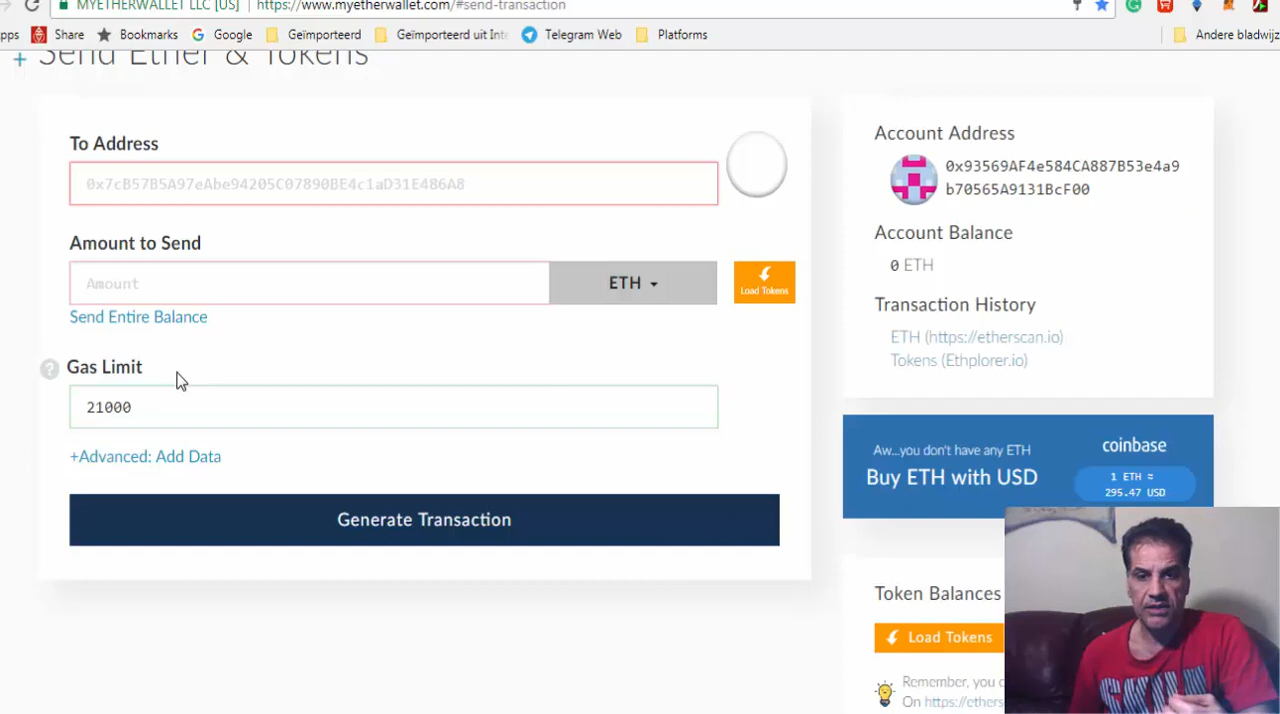 MYETHERWALLET LLC [US]
https://www.myetherwallet.com/#send-transaction
Share
Bookmarks
Google
Geïmporteerd
Geïmporteerd uit Int
Telegram Web
Platforms
Andere bladwijz
+ Send Ether & Tokens
To Address
0x7cB57B5A97eAbe94205C07890BE4c1aD31E486A8
Amount to Send
Amount
ETH
Load Tokens
Send Entire Balance
? Gas Limit
21000
+Advanced: Add Data
Generate Transaction
Account Address
0x93569AF4e584CA887B53e4a9
b70565A9131BcF00
Account Balance
0 ETH
Transaction History
ETH (https://etherscan.io)
Tokens (Ethplorer.io)
Aw...you don't have any ETH
Buy ETH with USD
coinbase
1 ETH ≈
295.47 USD
Token Balances
Load Tokens
Remember, you
On https://ethers